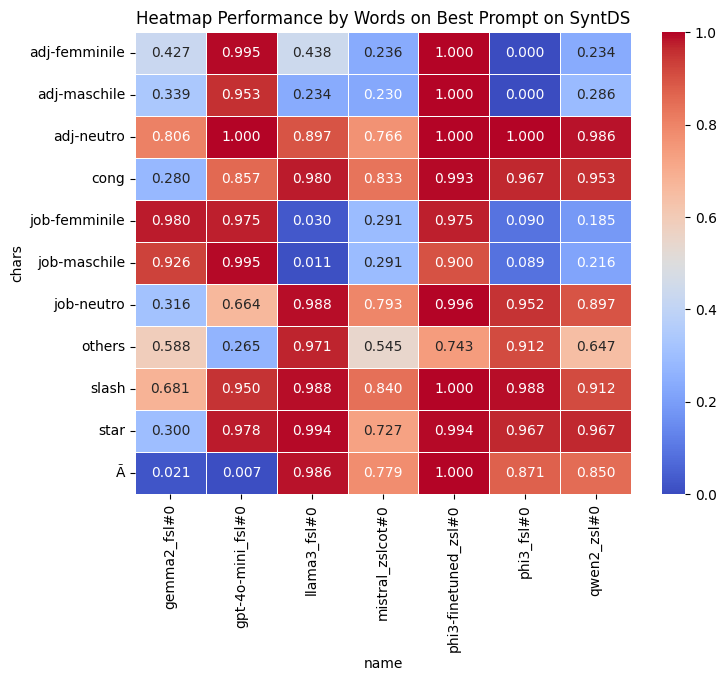 Heatmap Performance by Words on Best Prompt on SyntDS
adj-femminile 0.427 0.995 0.438 0.236 1.000 0.000 0.234
adj-maschile 0.339 0.953 0.234 0.230 1.000 0.000 0.286
adj-neutro 0.806 1.000 0.897 0.766 1.000 1.000 0.986
cong 0.280 0.857 0.980 0.833 0.993 0.967 0.953
job-femminile 0.980 0.975 0.030 0.291 0.975 0.090 0.185
job-maschile 0.926 0.995 0.011 0.291 0.900 0.089 0.216
job-neutro 0.316 0.664 0.988 0.793 0.996 0.952 0.897
others 0.588 0.265 0.971 0.545 0.743 0.912 0.647
slash 0.681 0.950 0.988 0.840 1.000 0.988 0.912
star 0.300 0.978 0.994 0.727 0.994 0.967 0.967
Ā 0.021 0.007 0.986 0.779 1.000 0.871 0.850
chars
gemma2_fsl#0
gpt-4o-mini_fsl#0
llama3_fsl#0
mistral_zslcot#0
phi3-finetuned_zsl#0
phi3_fsl#0
qwen2_zsl#0
name
1.0
0.8
0.6
0.4
0.2
0.0